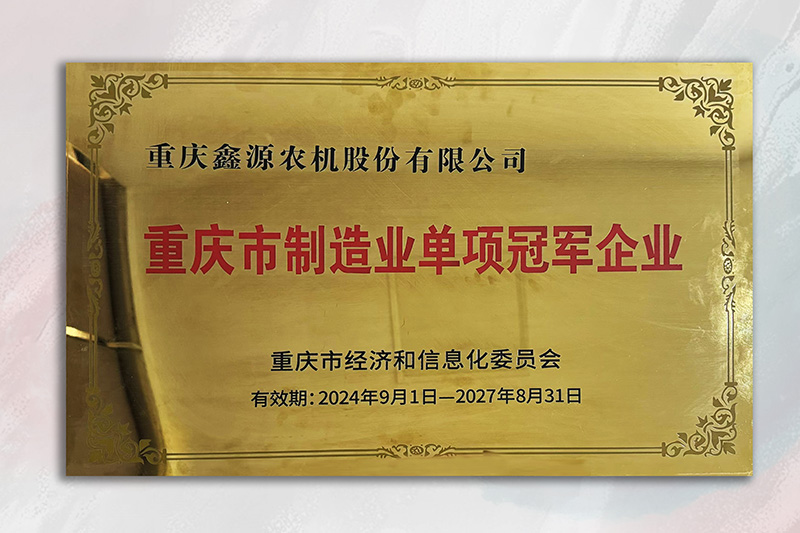 重庆鑫源农机股份有限公司
重庆市制造业单项冠军企业
重庆市经济和信息化委员会
有效期:2024年9月1日—2027年8月31日